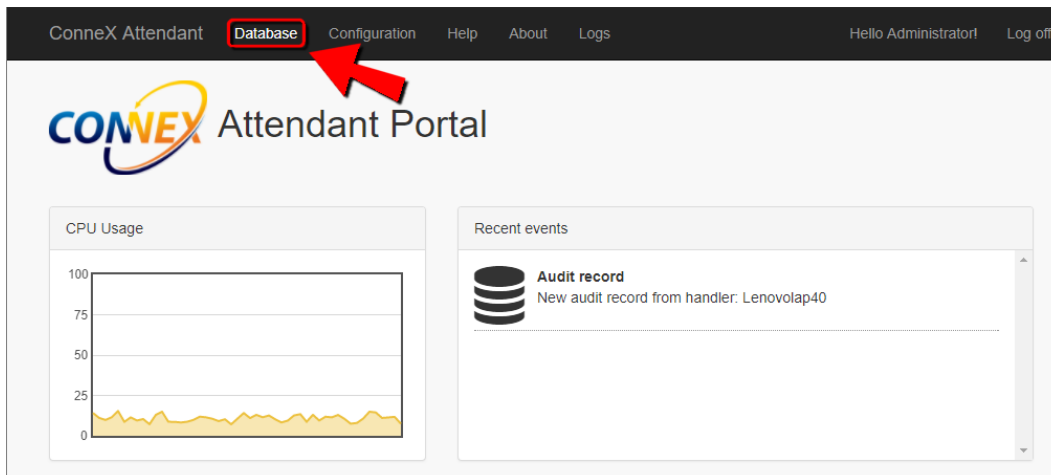 ConneX Attendant Database Configuration Help About Logs Hello Administrator! Log off
CONNEX Attendant Portal
CPU Usage
Recent events
100
75
50
25
0
Audit record
New audit record from handler: Lenovolap40